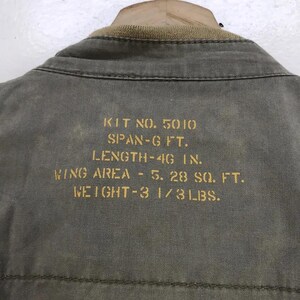 KIT NO. 5010
SPAN-6 FT.
LENGTH-46 IN.
WING AREA - 5.28 SQ. FT.
WEIGHT-3 1/3 LBS.